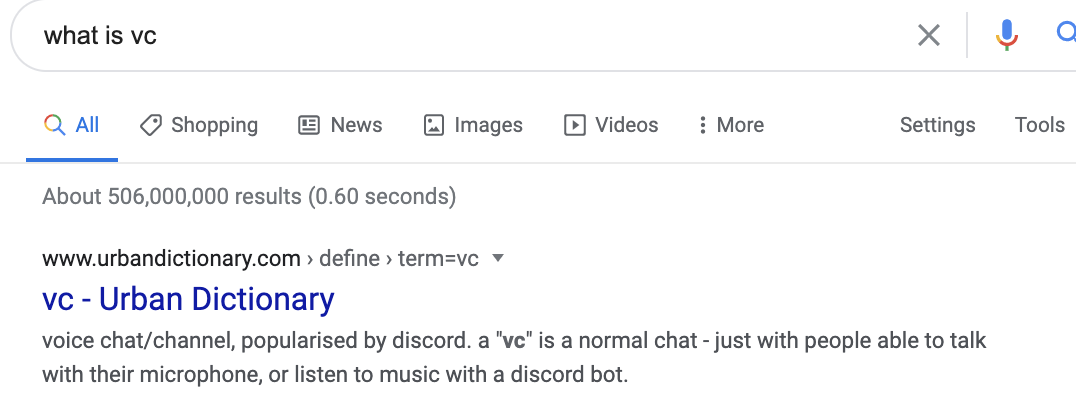 what is vc
All Shopping News Images Videos More Settings Tools
About 506,000,000 results (0.60 seconds)
www.urbandictionary.com › define › term=vc
vc - Urban Dictionary
voice chat/channel, popularised by discord. a "vc" is a normal chat - just with people able to talk
with their microphone, or listen to music with a discord bot.